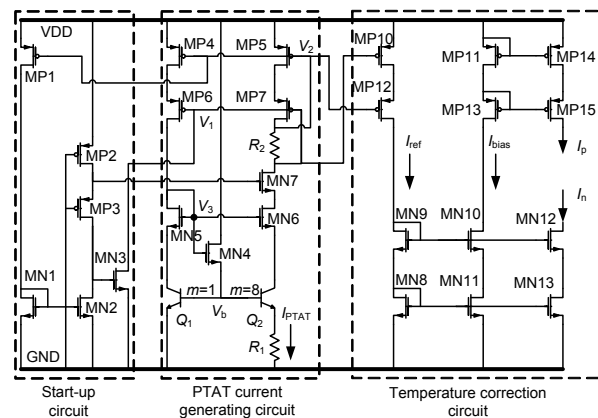 VDD
MP4
MP5
V2
MP10
MP1
MP11
MP14
MP12
MP6
MP7
V1
MP13
MP15
R2
Iref
Ibias
Ip
MP2
MN7
MP3
V3
In
MN5
MN6
MN9
MN10
MN12
MN4
MN1
MN3
MN8
MN11
MN13
MN2
m=1
m=8
Q1
Vb
Q2
IPTAT
R1
GND
Start-up
circuit
PTAT current
generating circuit
Temperature correction
circuit